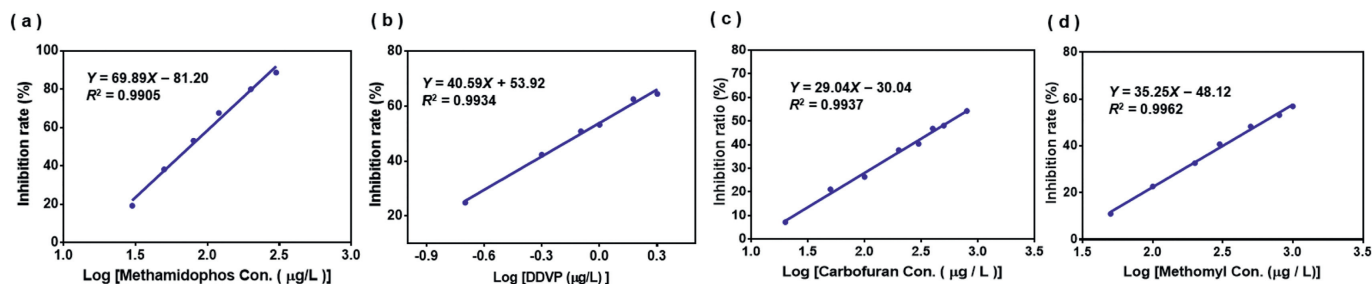 ( a )
Y = 69.89X − 81.20
R² = 0.9905
Inhibition rate (%)
100
80
60
40
20
0
1.0 1.5 2.0 2.5 3.0
Log [Methamidophos Con. ( μg/L )]
( b )
Y = 40.59X + 53.92
R² = 0.9934
Inhibition rate (%)
80
60
40
20
-0.9 -0.6 -0.3 0.0 0.3
Log [DDVP (μg/L) ]
( c )
Y = 29.04X − 30.04
R² = 0.9937
Inhibition ratio (%)
80
70
60
50
40
30
20
10
0
1.0 1.5 2.0 2.5 3.0 3.5
Log [Carbofuran Con. ( μg / L )]
( d )
Y = 35.25X − 48.12
R² = 0.9962
Inhibition rate (%)
80
60
40
20
0
1.5 2.0 2.5 3.0 3.5
Log [Methomyl Con. (μg / L)]